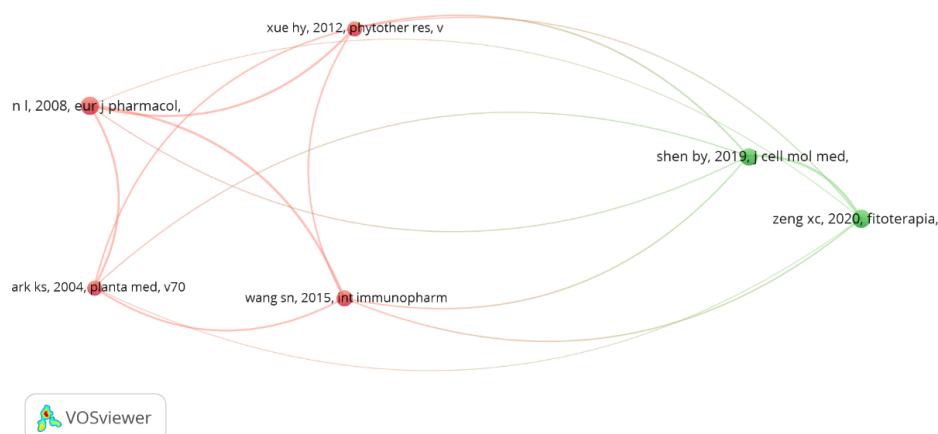 xue hy, 2012, phytother res, v
n l, 2008, eur j pharmacol,
shen by, 2019, j cell mol med,
zeng xc, 2020, fitoterapia,
ark ks, 2004, planta med, v70
wang sn, 2015, int immunopharm
VOSviewer